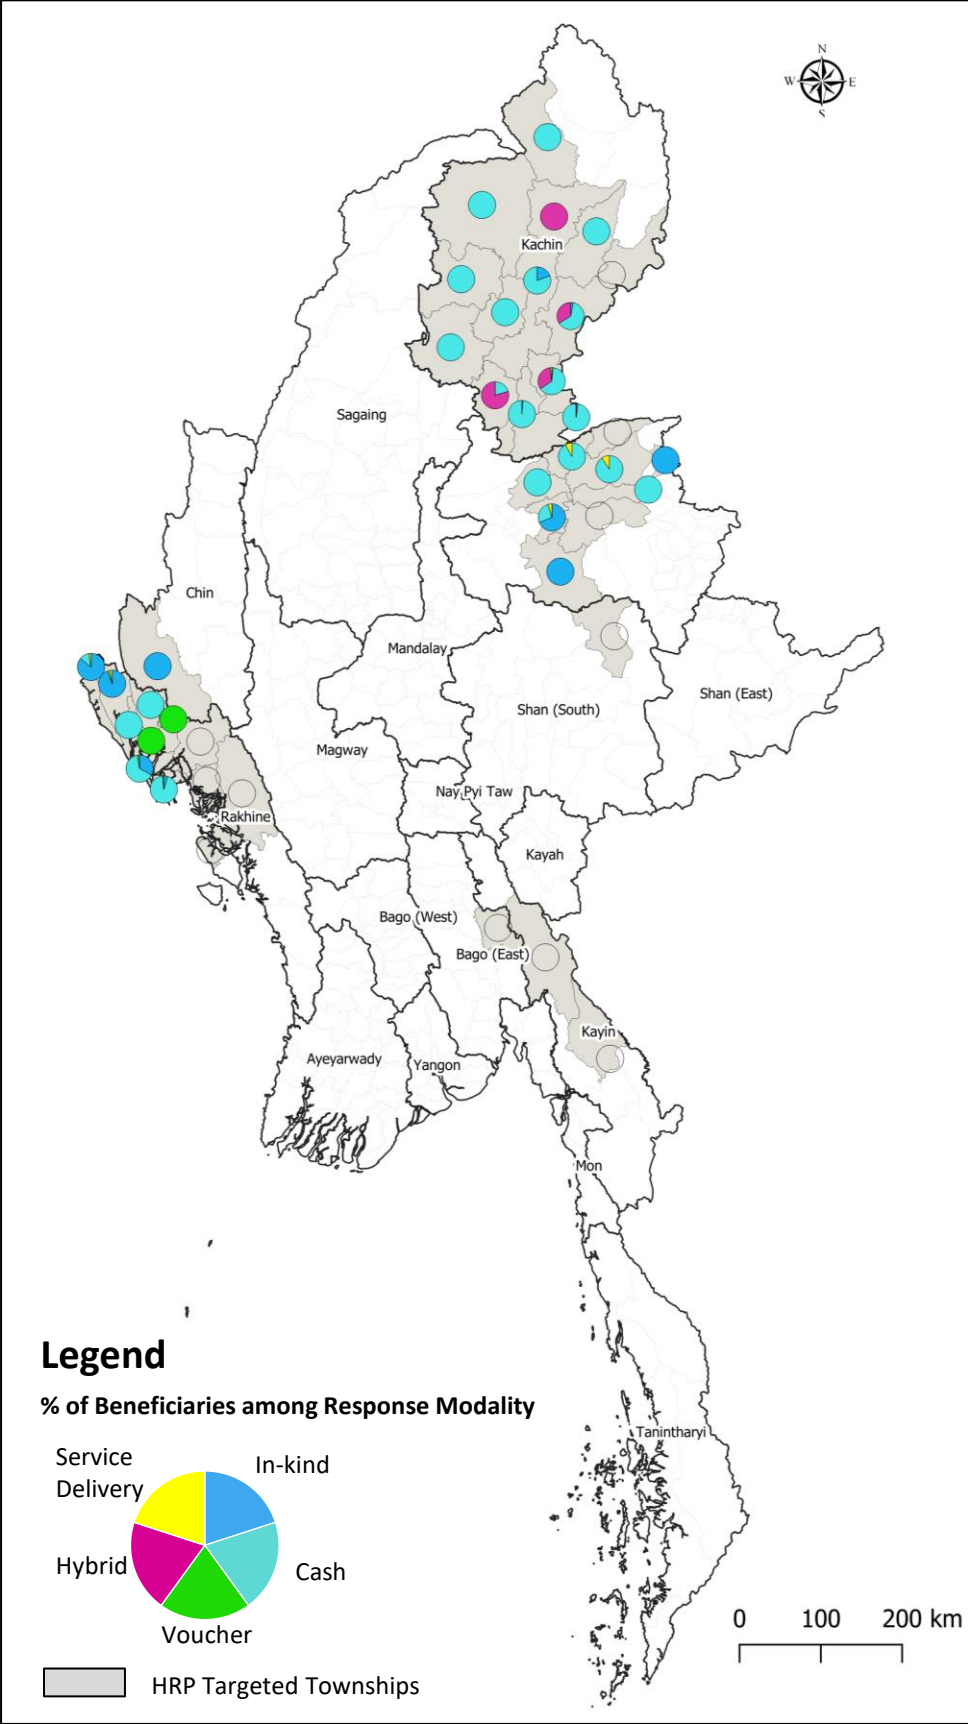 N
W E
S
Kachin
Sagaing
Chin
Mandalay
Shan (East)
Shan (South)
Magway
Nay Pyi Taw
Rakhine
Kayah
Bago (West)
Bago (East)
Kayin
Ayeyarwady
Yangon
Mon
Tanintharyi
Legend
% of Beneficiaries among Response Modality
Service
Delivery
In-kind
Hybrid
Cash
Voucher
HRP Targeted Townships
0 100 200 km